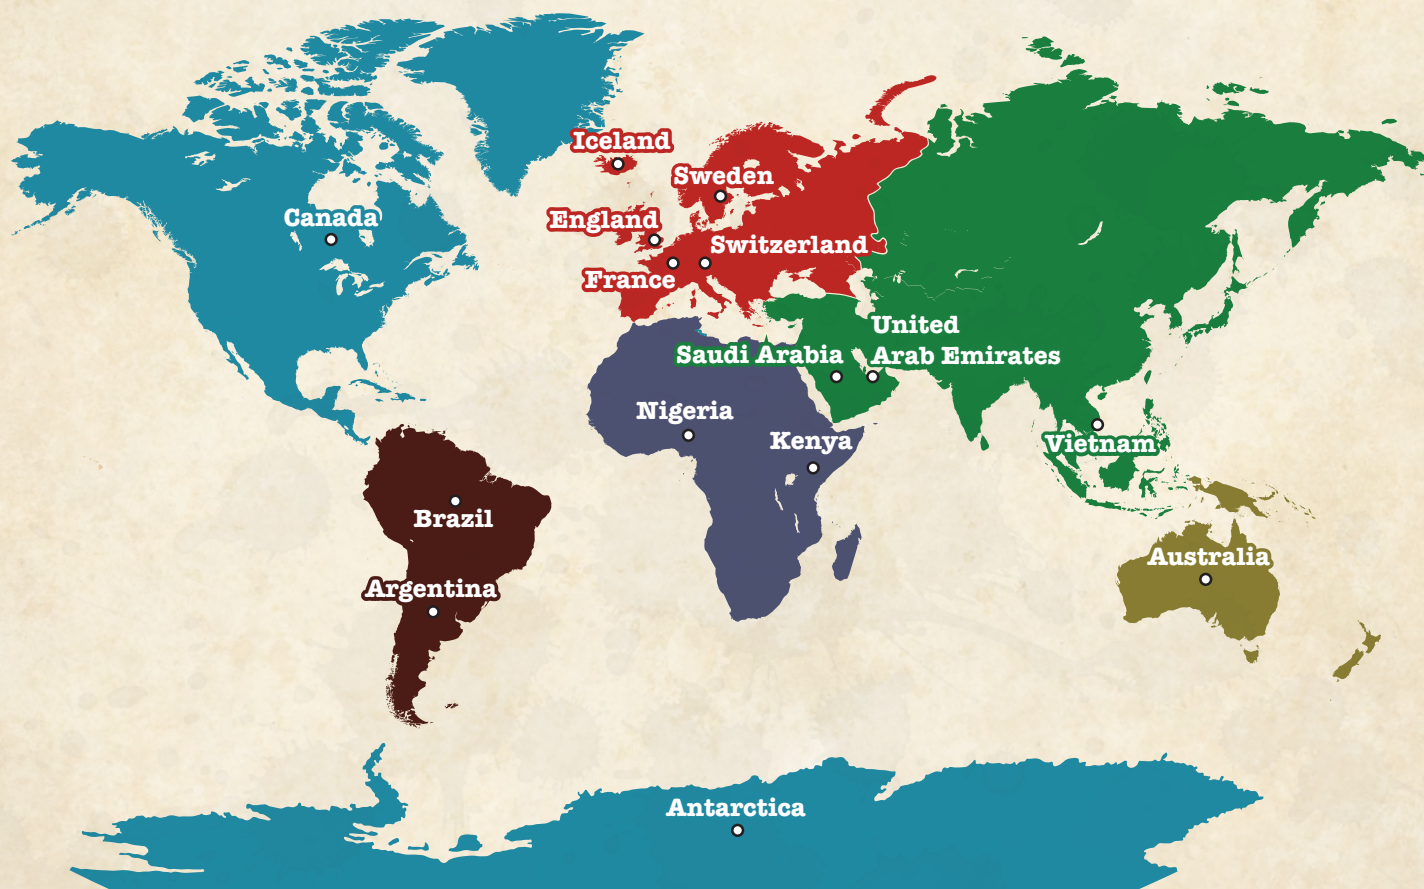 Iceland
Sweden
Canada
England
Switzerland
France
United
Arab Emirates
Saudi Arabia
Nigeria
Kenya
Vietnam
Brazil
Australia
Argentina
Antarctica